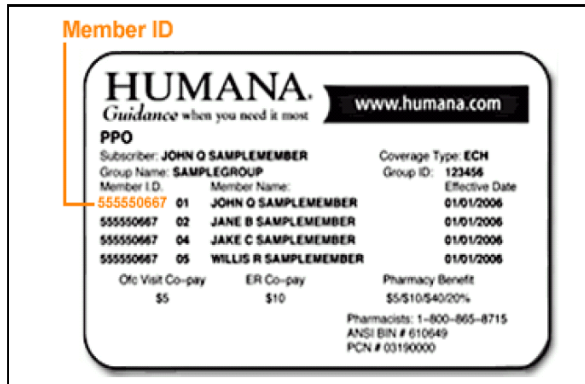 Member ID
HUMANA.
Guidance when you need it most
www.humana.com
PPO
Subscriber: JOHN Q SAMPLEMEMBER Coverage Type: ECH
Group Name: SAMPLEGROUP Group ID: 123456
Member I.D. Member Name: Effective Date
555550667 01 JOHN Q SAMPLEMEMBER 01/01/2006
555550667 02 JANE B SAMPLEMEMBER 01/01/2006
555550667 04 JAKE C SAMPLEMEMBER 01/01/2006
555550667 05 WILLIS R SAMPLEMEMBER 01/01/2006
Ofc Visit Co-pay ER Co-pay Pharmacy Benefit
$5 $10 $5/$10/$40/20%
Pharmacists: 1-800-865-8715
ANSI BIN # 610649
PCN # 03190000